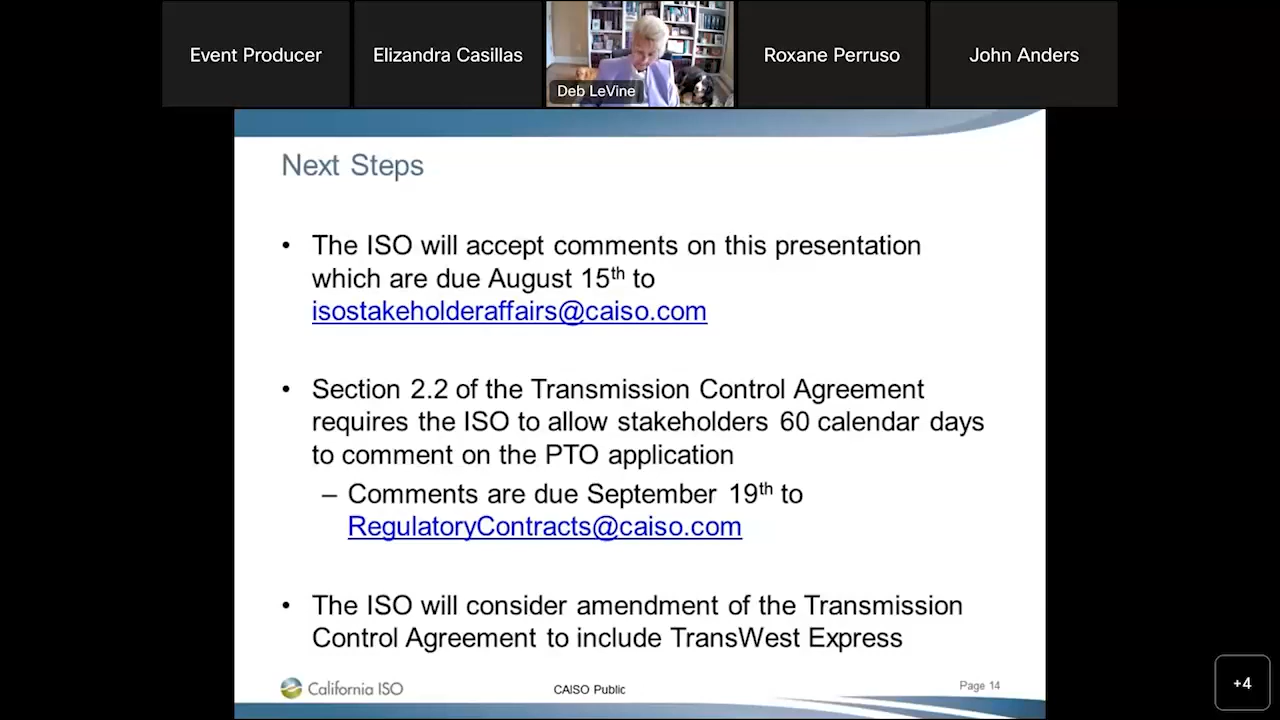 Event Producer
Elizandra Casillas
Deb LeVine
Roxane Perruso
John Anders
Next Steps
• The ISO will accept comments on this presentation
which are due August 15th to
isostakeholderaffairs@caiso.com
• Section 2.2 of the Transmission Control Agreement
requires the ISO to allow stakeholders 60 calendar days
to comment on the PTO application
– Comments are due September 19th to
RegulatoryContracts@caiso.com
• The ISO will consider amendment of the Transmission
Control Agreement to include TransWest Express
California ISO
CAISO Public
Page 14
+4